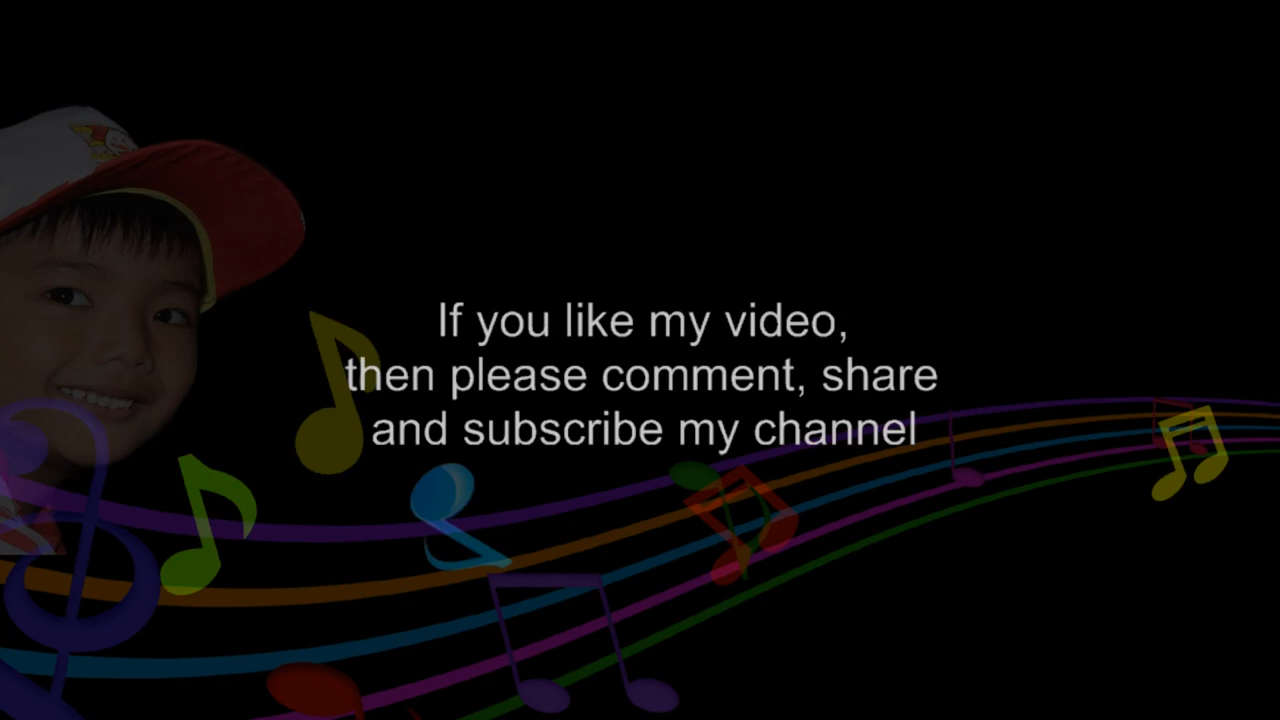 If you like my video,
then please comment, share
and subscribe my channel